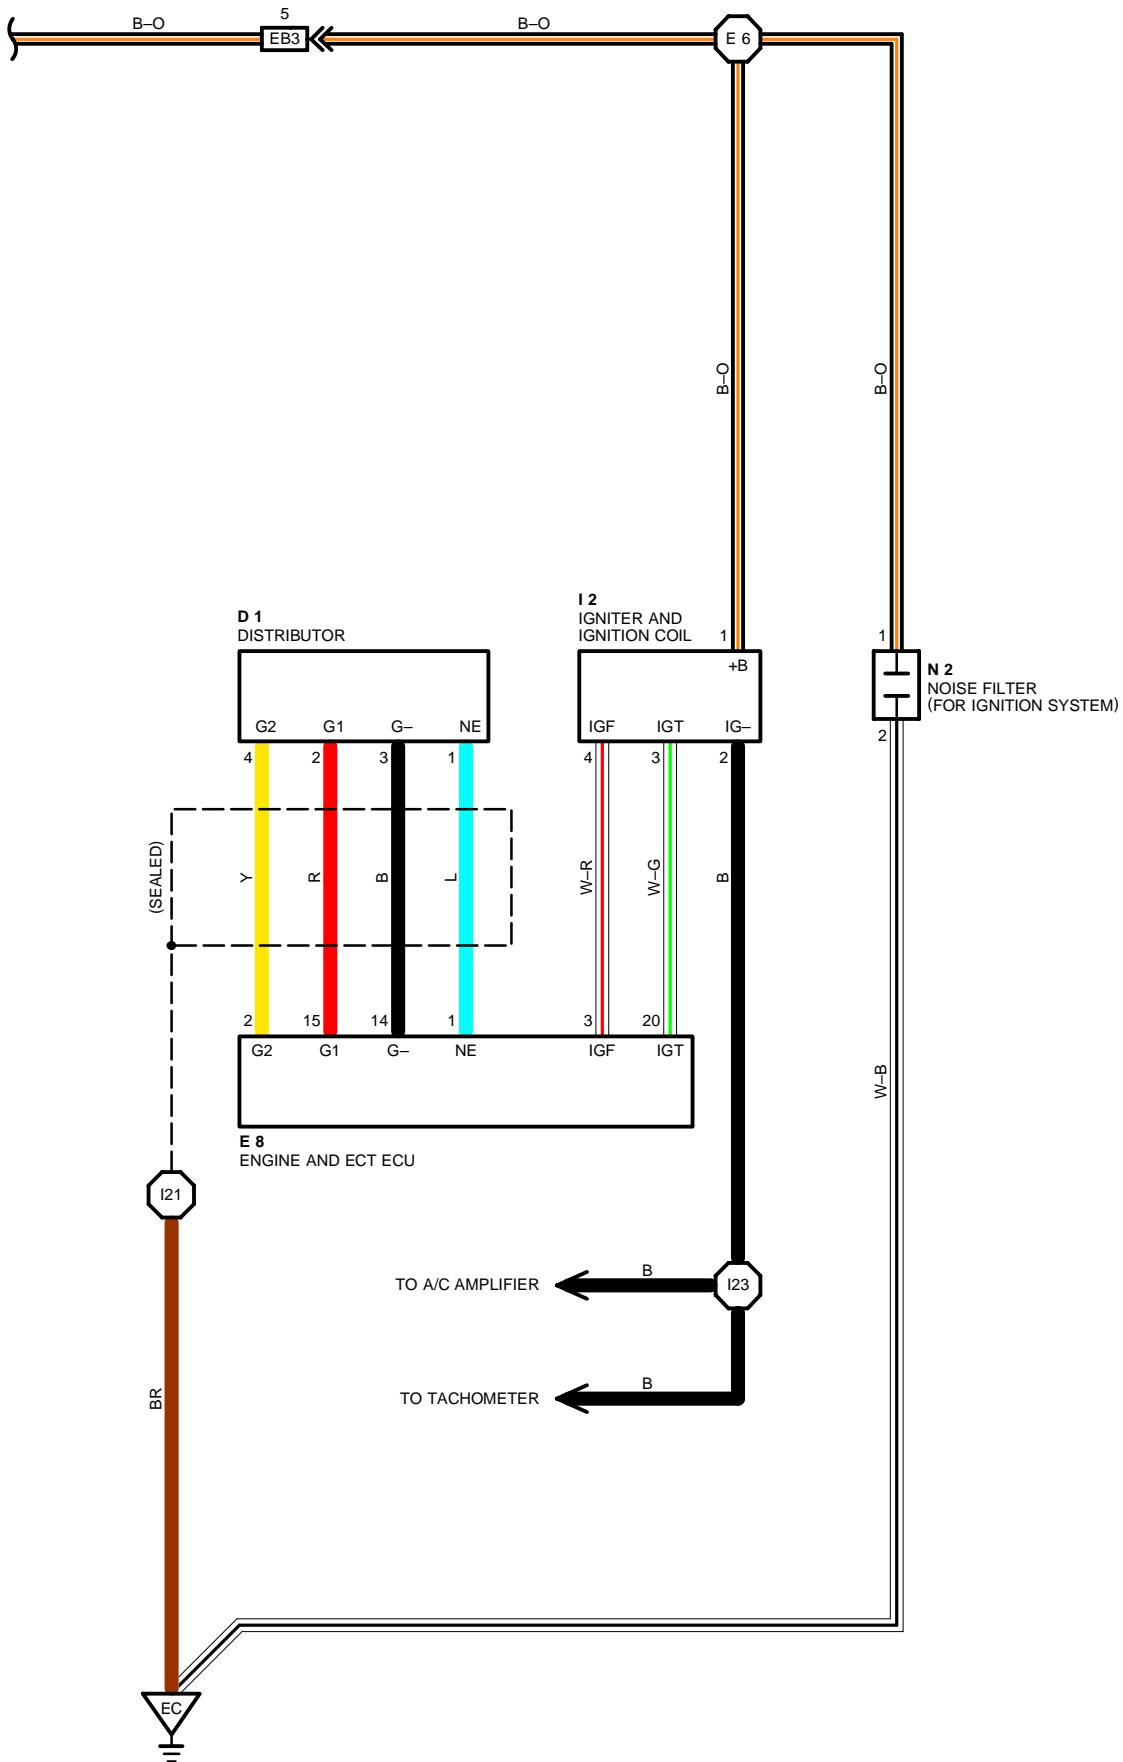 5
B–O
EB3
B–O
E 6
B–O
B–O
D 1
DISTRIBUTOR
I 2
IGNITER AND
IGNITION COIL
1
+B
1
N 2
NOISE FILTER
(FOR IGNITION SYSTEM)
2
G2 G1 G– NE
IGF IGT IG–
4 2 3 1
4 3 2
(SEALED)
Y R B L
W–R W–G B
2 15 14 1 3 20
G2 G1 G– NE IGF IGT
E 8
ENGINE AND ECT ECU
W–B
I21
TO A/C AMPLIFIER
B
I23
TO TACHOMETER
B
BR
EC